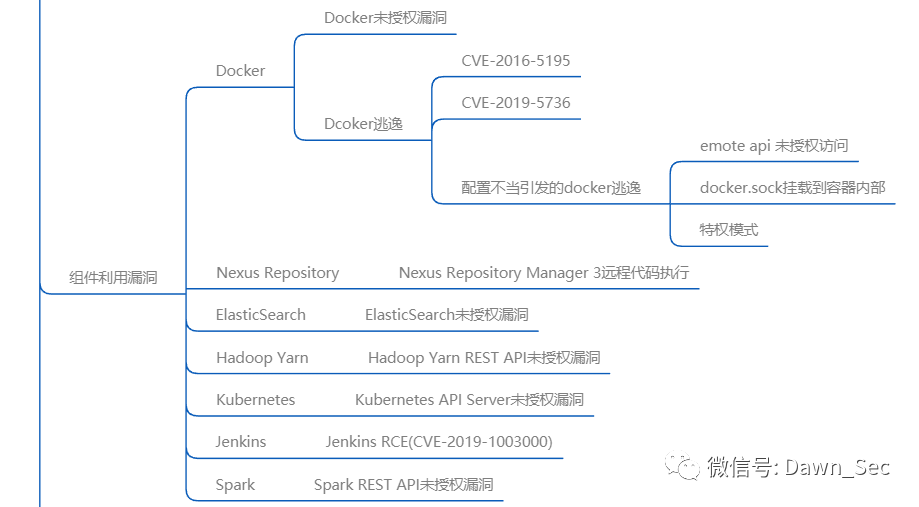 Docker未授权漏洞
Docker
CVE-2016-5195
CVE-2019-5736
Dcoker逃逸
emote api 未授权访问
配置不当引发的docker逃逸
docker.sock挂载到容器内部
特权模式
组件利用漏洞
Nexus Repository
Nexus Repository Manager 3远程代码执行
ElasticSearch
ElasticSearch未授权漏洞
Hadoop Yarn
Hadoop Yarn REST API未授权漏洞
Kubernetes
Kubernetes API Server未授权漏洞
Jenkins
Jenkins RCE(CVE-2019-1003000)
Spark
Spark REST API未授权漏洞
微信号: Dawn_Sec